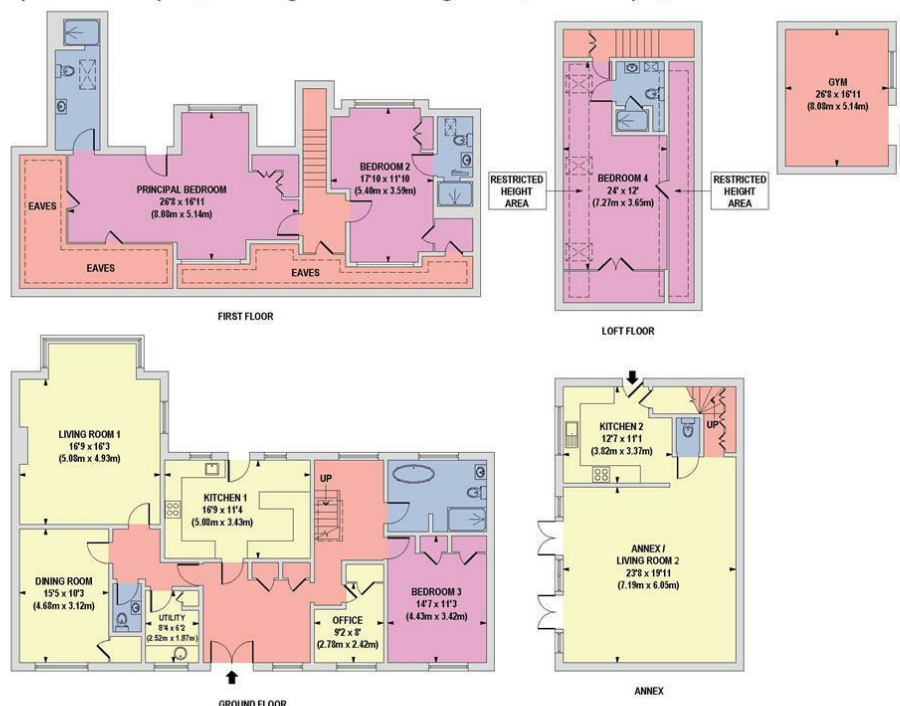 GYM
26'8 x 16'11
(8.08m x 5.14m)
PRINCIPAL BEDROOM
26'8 x 16'11
(8.08m x 5.14m)
BEDROOM 2
17'10 x 11'10
(5.40m x 3.59m)
EAVES
EAVES
EAVES
FIRST FLOOR
RESTRICTED
HEIGHT
AREA
BEDROOM 4
24' x 12'
(7.27m x 3.65m)
RESTRICTED
HEIGHT
AREA
LOFT FLOOR
LIVING ROOM 1
16'9 x 16'3
(5.08m x 4.93m)
KITCHEN 1
16'9 x 11'4
(5.08m x 3.43m)
UP
DINING ROOM
15'5 x 10'3
(4.68m x 3.12m)
UTILITY
8'4 x 6'2
(2.52m x 1.87m)
OFFICE
9'2 x 8'
(2.78m x 2.42m)
BEDROOM 3
14'7 x 11'3
(4.43m x 3.42m)
GROUND FLOOR
KITCHEN 2
12'7 x 11'1
(3.82m x 3.37m)
UP
ANNEX /
LIVING ROOM 2
23'8 x 19'11
(7.19m x 6.05m)
ANNEX